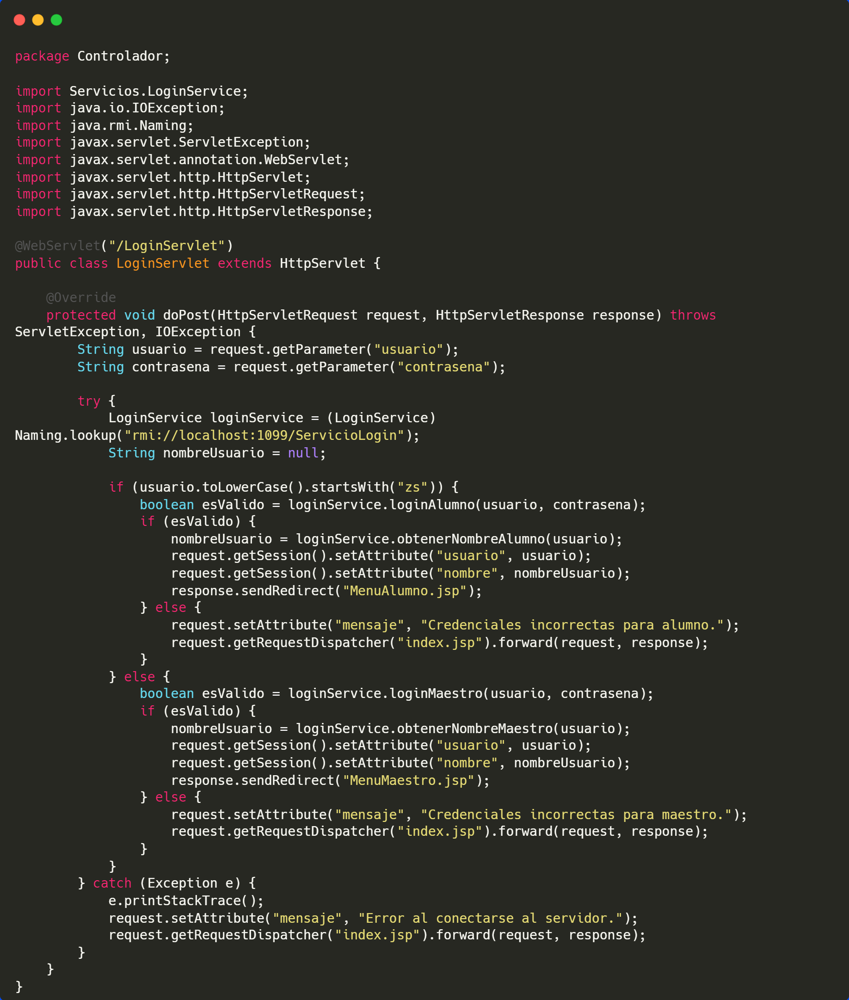 package Controlador;

import Servicios.LoginService;
import java.io.IOException;
import java.rmi.Naming;
import javax.servlet.ServletException;
import javax.servlet.annotation.WebServlet;
import javax.servlet.http.HttpServlet;
import javax.servlet.http.HttpServletRequest;
import javax.servlet.http.HttpServletResponse;

@WebServlet("/LoginServlet")
public class LoginServlet extends HttpServlet {

    @Override
    protected void doPost(HttpServletRequest request, HttpServletResponse response) throws
ServletException, IOException {
        String usuario = request.getParameter("usuario");
        String contrasena = request.getParameter("contrasena");

        try {
            LoginService loginService = (LoginService)
Naming.lookup("rmi://localhost:1099/ServicioLogin");
            String nombreUsuario = null;

            if (usuario.toLowerCase().startsWith("zs")) {
                boolean esValido = loginService.loginAlumno(usuario, contrasena);
                if (esValido) {
                    nombreUsuario = loginService.obtenerNombreAlumno(usuario);
                    request.getSession().setAttribute("usuario", usuario);
                    request.getSession().setAttribute("nombre", nombreUsuario);
                    response.sendRedirect("MenuAlumno.jsp");
                } else {
                    request.setAttribute("mensaje", "Credenciales incorrectas para alumno.");
                    request.getRequestDispatcher("index.jsp").forward(request, response);
                }
            } else {
                boolean esValido = loginService.loginMaestro(usuario, contrasena);
                if (esValido) {
                    nombreUsuario = loginService.obtenerNombreMaestro(usuario);
                    request.getSession().setAttribute("usuario", usuario);
                    request.getSession().setAttribute("nombre", nombreUsuario);
                    response.sendRedirect("MenuMaestro.jsp");
                } else {
                    request.setAttribute("mensaje", "Credenciales incorrectas para maestro.");
                    request.getRequestDispatcher("index.jsp").forward(request, response);
                }
            }
        } catch (Exception e) {
            e.printStackTrace();
            request.setAttribute("mensaje", "Error al conectarse al servidor.");
            request.getRequestDispatcher("index.jsp").forward(request, response);
        }
    }
}